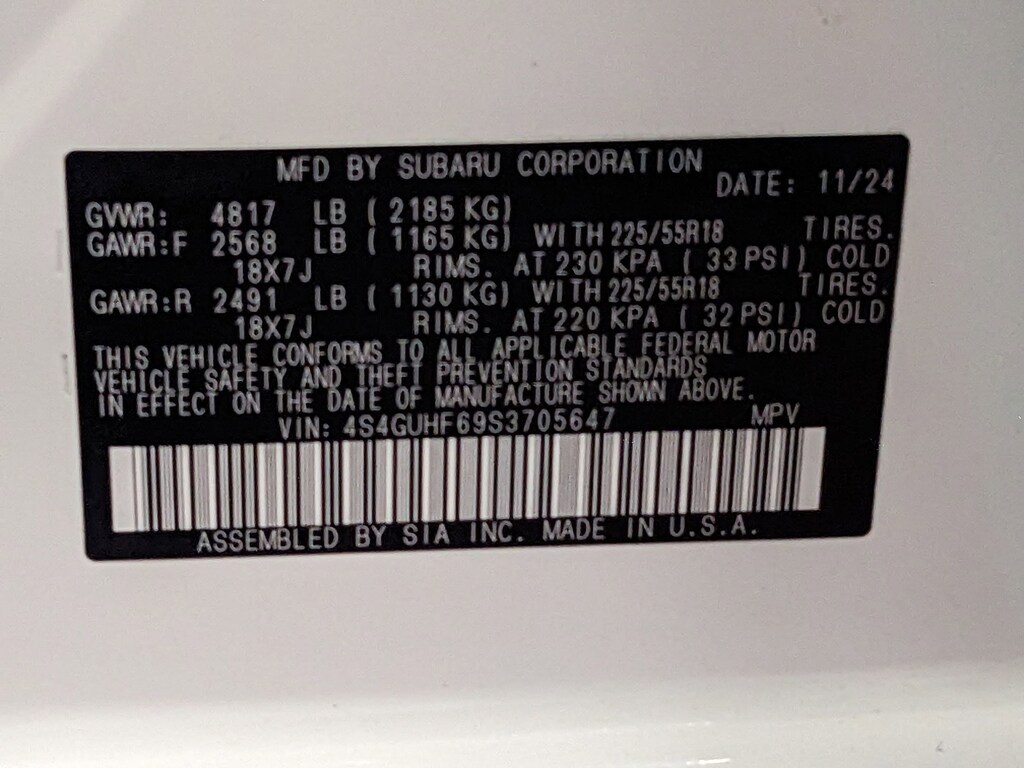 MFD BY SUBARU CORPORATION
DATE: 11/24
GVWR: 4817 LB ( 2185 KG)
GAWR:F 2568 LB ( 1165 KG) WITH 225/55R18 TIRES.
18X7J RIMS. AT 230 KPA ( 33 PSI) COLD
GAWR:R 2491 LB ( 1130 KG) WITH 225/55R18 TIRES.
18X7J RIMS. AT 220 KPA ( 32 PSI) COLD
THIS VEHICLE CONFORMS TO ALL APPLICABLE FEDERAL MOTOR
VEHICLE SAFETY AND THEFT PREVENTION STANDARDS
IN EFFECT ON THE DATE OF MANUFACTURE SHOWN ABOVE.
VIN: 4S4GUHF69S3705647 MPV
ASSEMBLED BY SIA INC. MADE IN U.S.A.